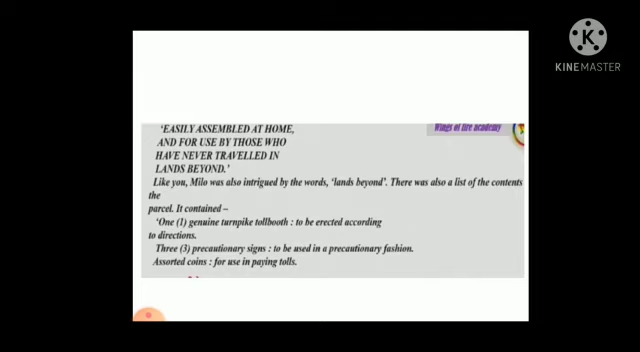 K
KINEMASTER
Wings of fire academy
'EASILY ASSEMBLED AT HOME,
AND FOR USE BY THOSE WHO
HAVE NEVER TRAVELLED IN
LANDS BEYOND.'
Like you, Milo was also intrigued by the words, 'lands beyond'. There was also a list of the contents
the
parcel. It contained –
'One (1) genuine turnpike tollbooth : to be erected according
to directions.
Three (3) precautionary signs : to be used in a precautionary fashion.
Assorted coins : for use in paying tolls.